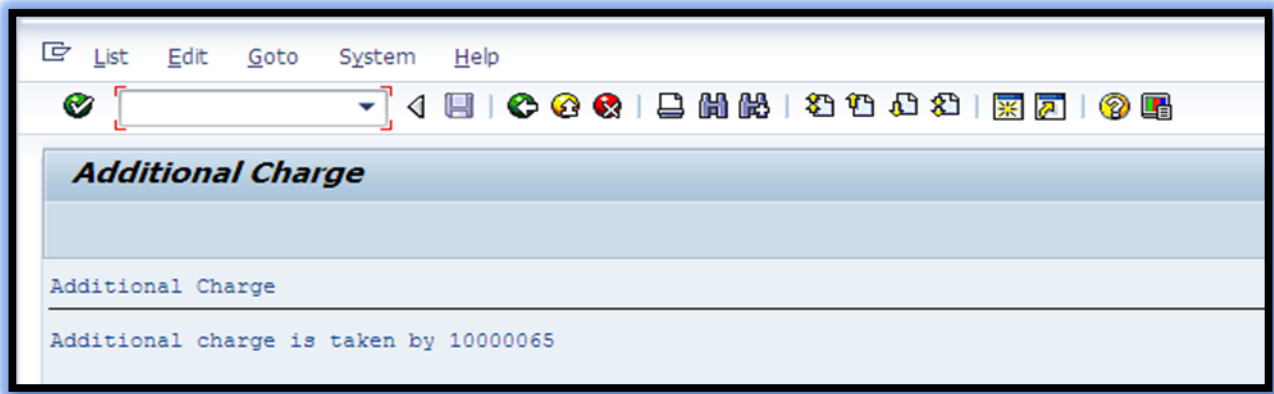 List Edit Goto System Help
Additional Charge
Additional Charge
Additional charge is taken by 10000065